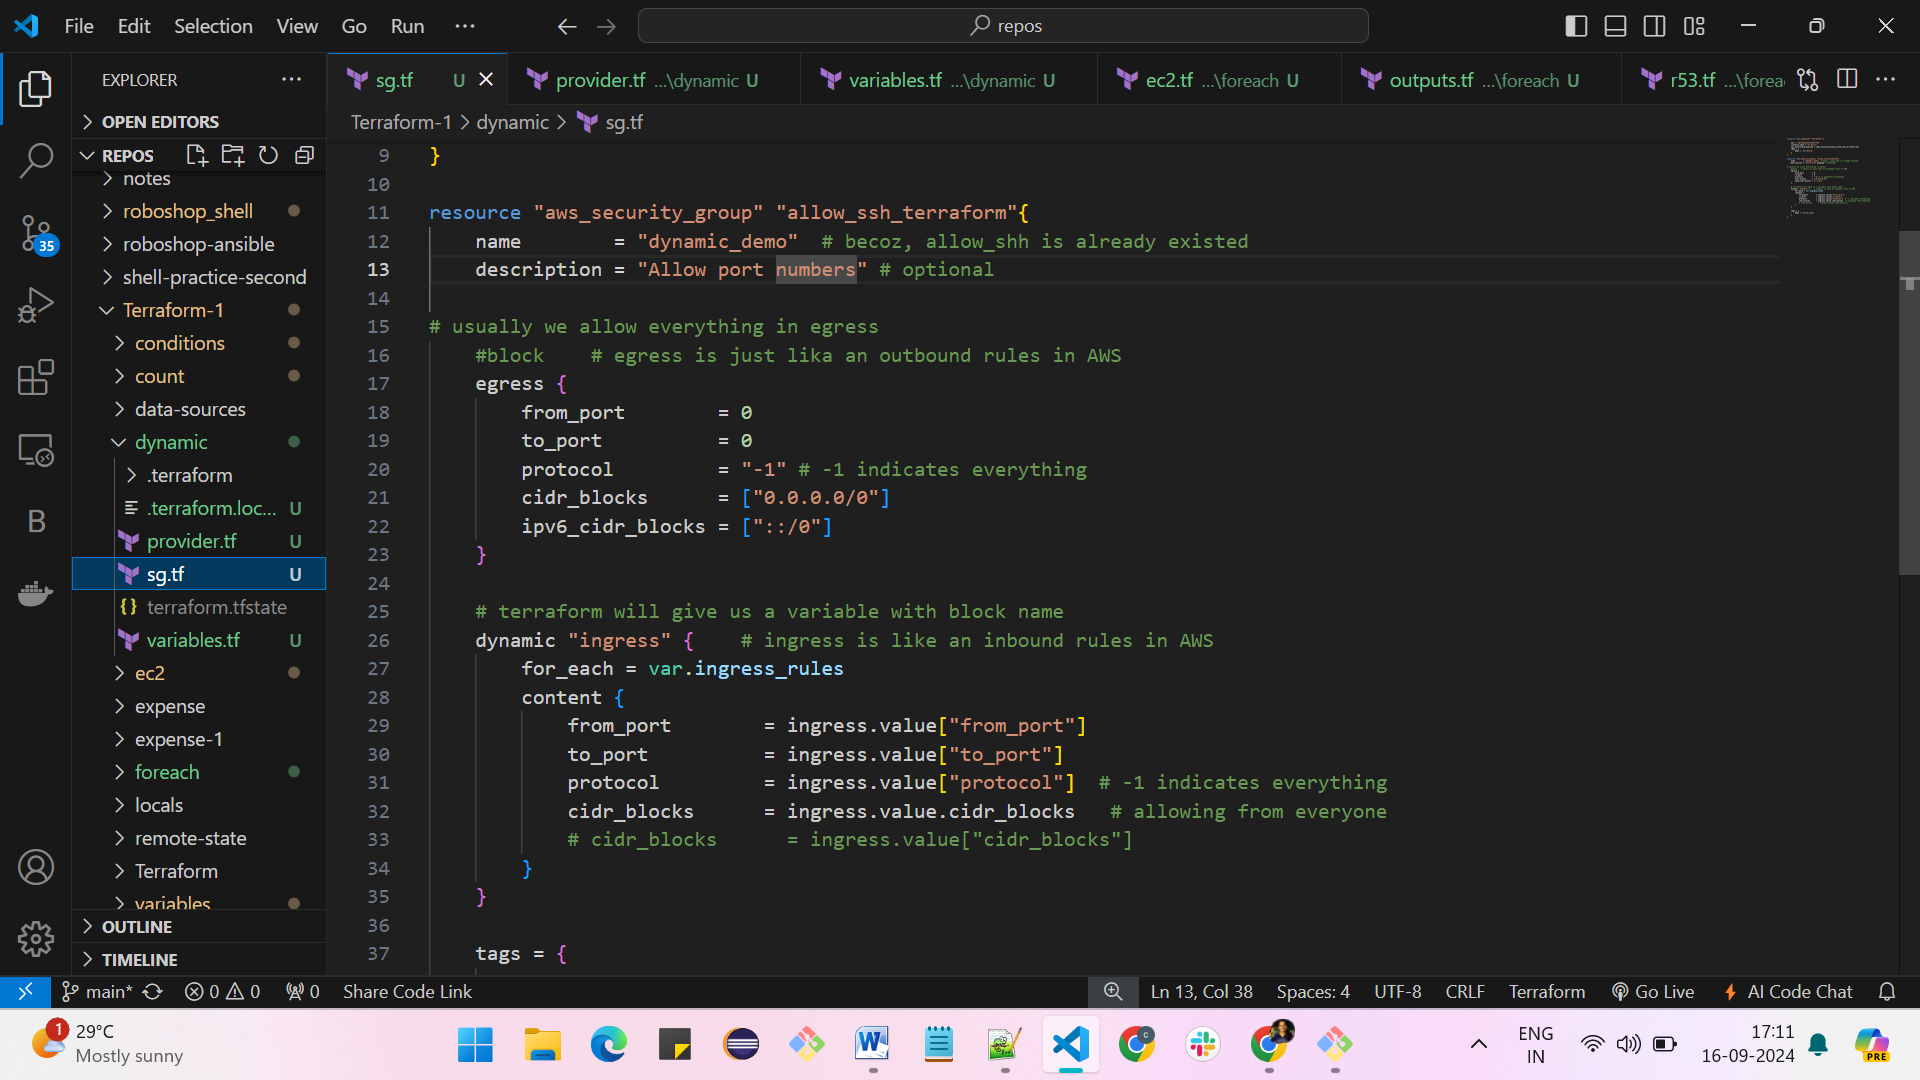 File Edit Selection View Go Run ··· repos
EXPLORER ···
OPEN EDITORS
REPOS
notes
roboshop_shell
roboshop-ansible
shell-practice-second
Terraform-1
conditions
count
data-sources
dynamic
.terraform
.terraform.loc... U
provider.tf U
sg.tf U
{} terraform.tfstate
variables.tf U
ec2
expense
expense-1
foreach
locals
remote-state
Terraform
variables
OUTLINE
TIMELINE
35
B
sg.tf U provider.tf ...\dynamic U variables.tf ...\dynamic U ec2.tf ...\foreach U outputs.tf ...\foreach U r53.tf ...\forea
Terraform-1 > dynamic > sg.tf
9 }
10
11 resource "aws_security_group" "allow_ssh_terraform"{
12 name = "dynamic_demo" # becoz, allow_shh is already existed
13 description = "Allow port numbers" # optional
14
15 # usually we allow everything in egress
16 #block # egress is just lika an outbound rules in AWS
17 egress {
18 from_port = 0
19 to_port = 0
20 protocol = "-1" # -1 indicates everything
21 cidr_blocks = ["0.0.0.0/0"]
22 ipv6_cidr_blocks = ["::/0"]
23 }
24
25 # terraform will give us a variable with block name
26 dynamic "ingress" { # ingress is like an inbound rules in AWS
27 for_each = var.ingress_rules
28 content {
29 from_port = ingress.value["from_port"]
30 to_port = ingress.value["to_port"]
31 protocol = ingress.value["protocol"] # -1 indicates everything
32 cidr_blocks = ingress.value.cidr_blocks # allowing from everyone
33 # cidr_blocks = ingress.value["cidr_blocks"]
34 }
35 }
36
37 tags = {
main* 0 0 0 Share Code Link Ln 13, Col 38 Spaces: 4 UTF-8 CRLF Terraform Go Live AI Code Chat
1 29°C
Mostly sunny
W C PRE
ENG
IN
17:11
16-09-2024